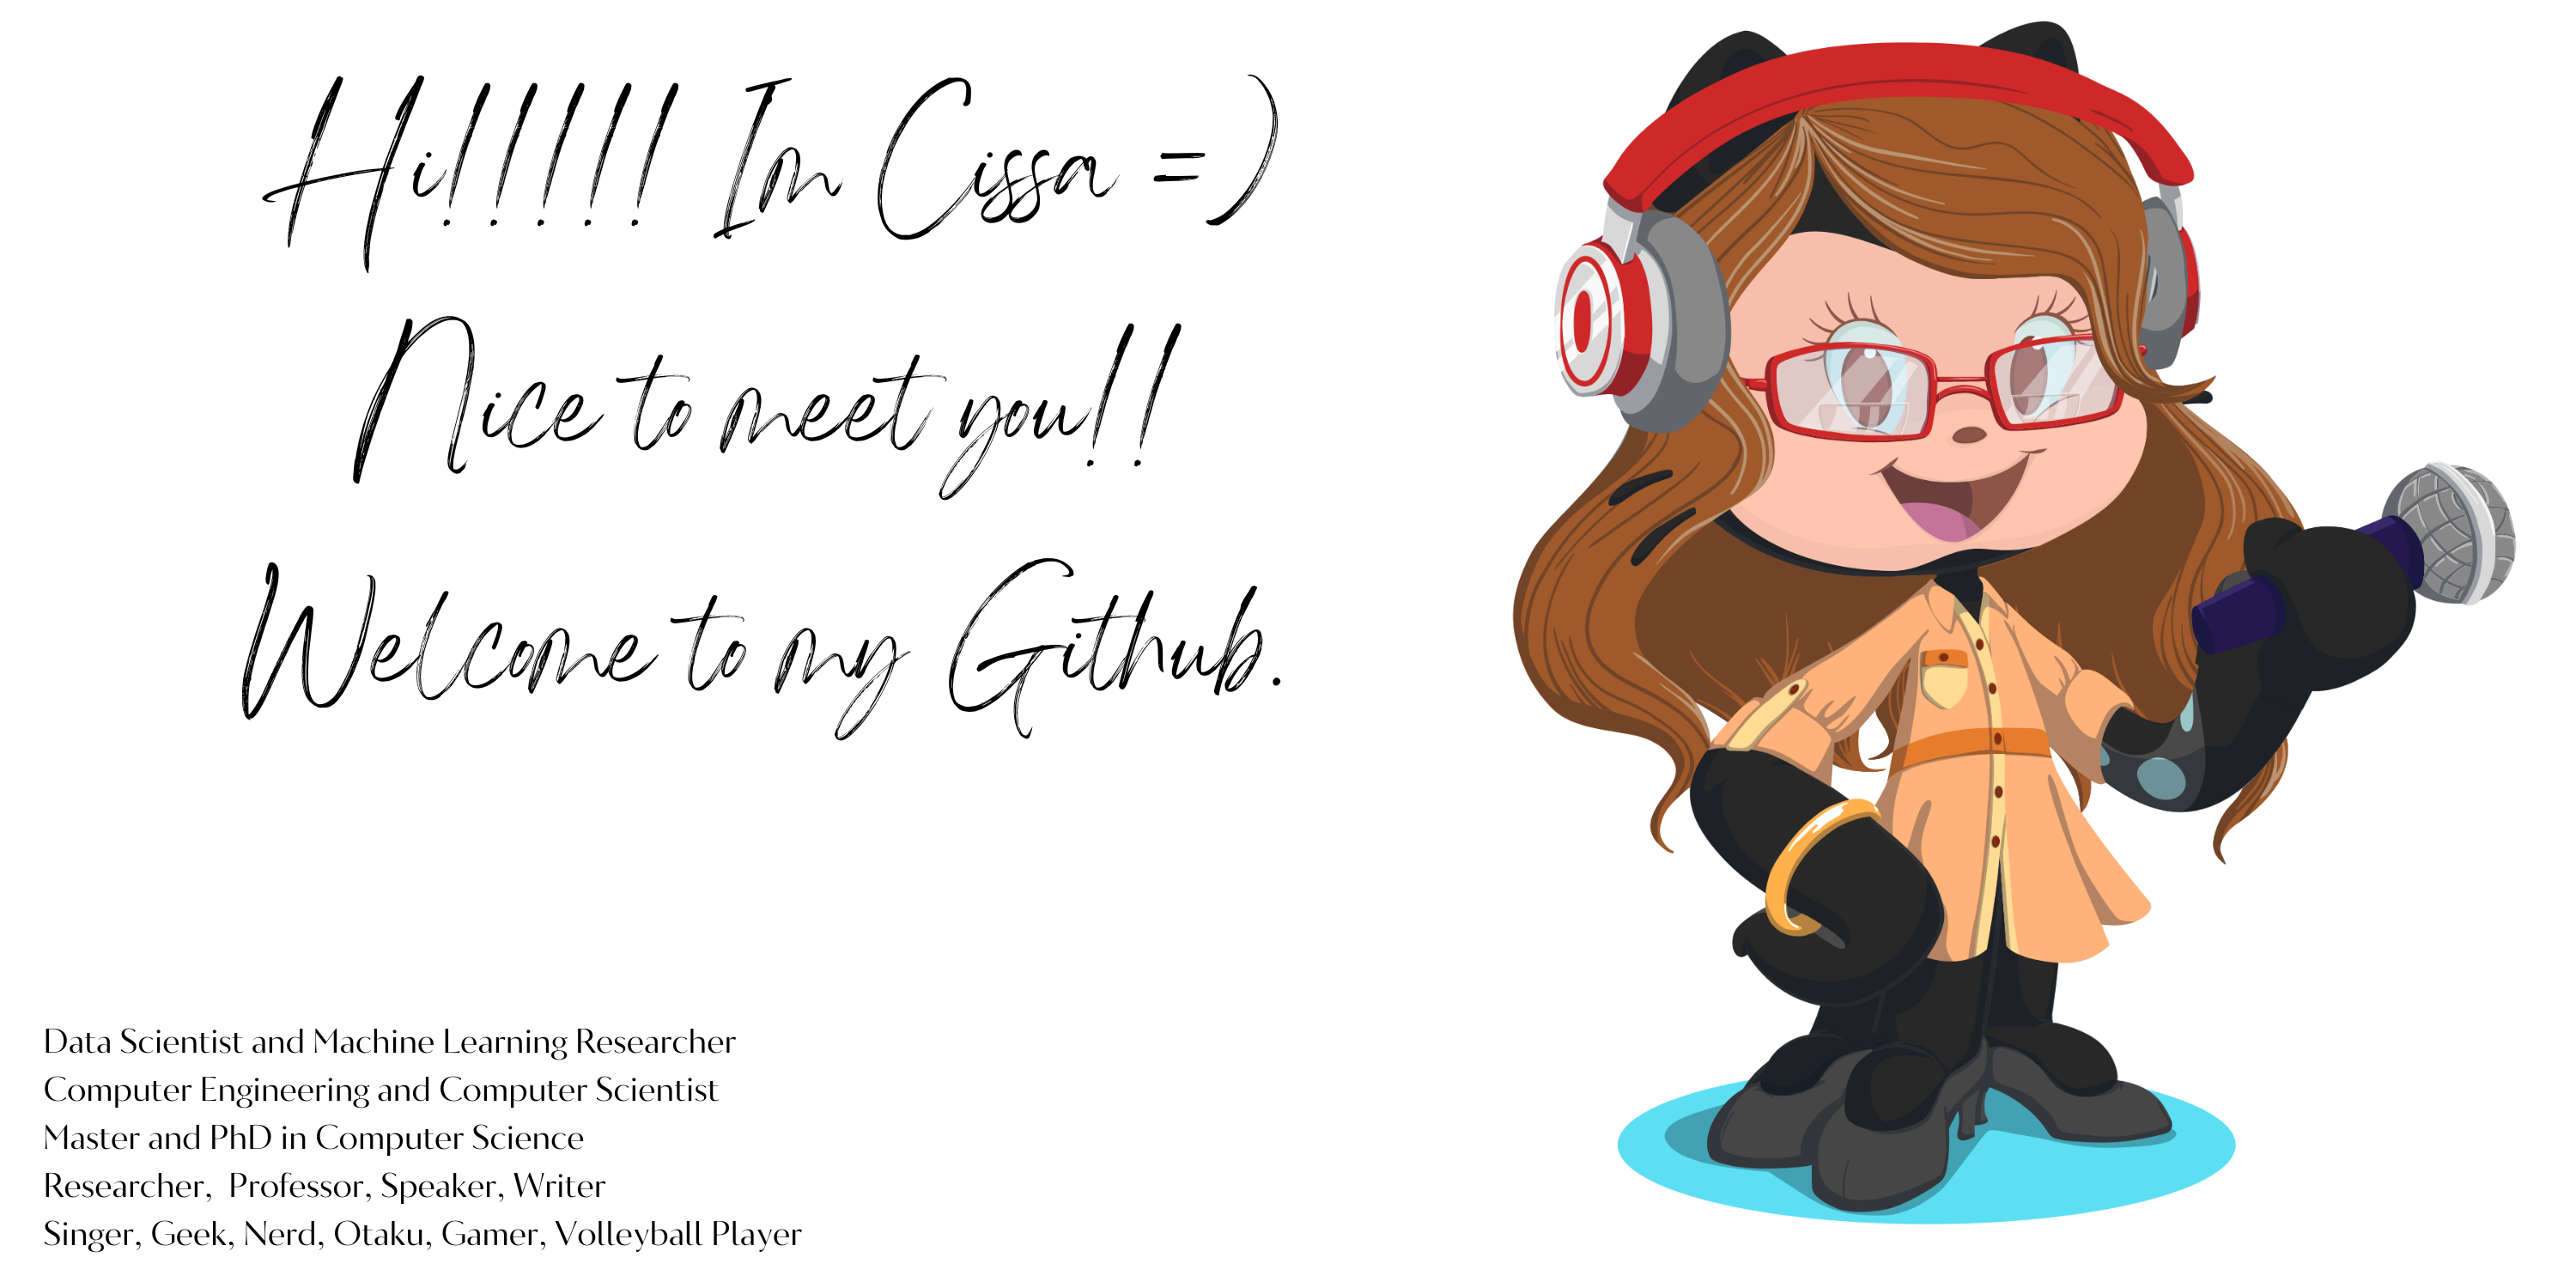 Hi!!!!! Im Cissa =)
Nice to meet you!!
Welcome to my Github.
Data Scientist and Machine Learning Researcher
Computer Engineering and Computer Scientist
Master and PhD in Computer Science
Researcher,  Professor, Speaker, Writer
Singer, Geek, Nerd, Otaku, Gamer, Volleyball Player